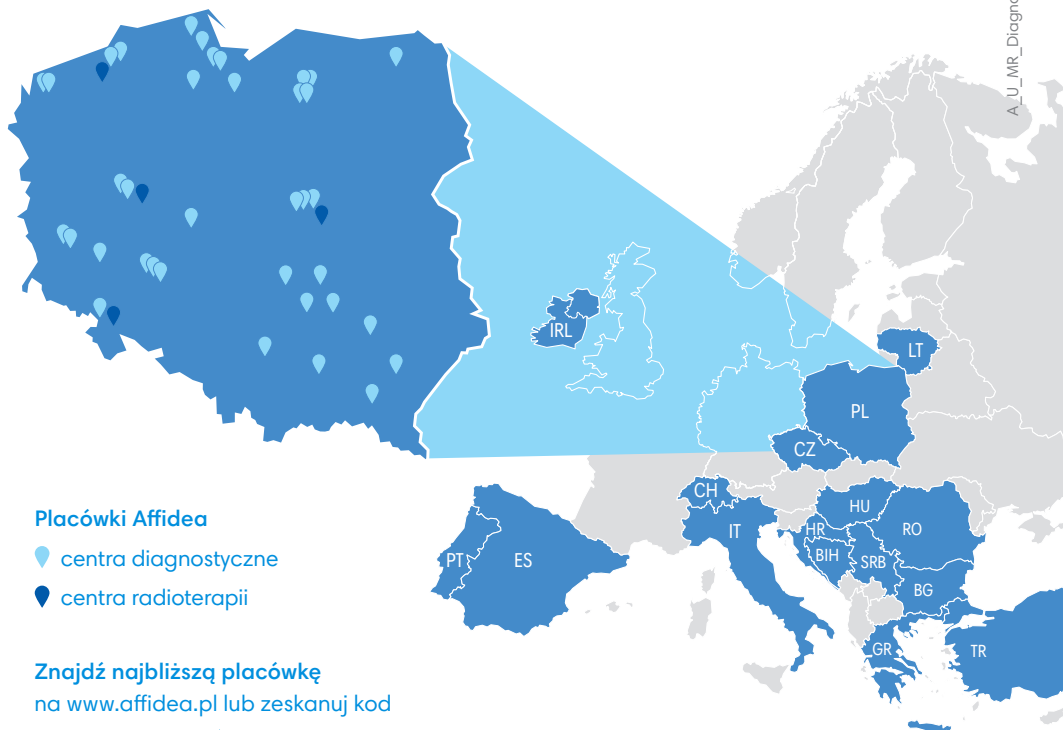 A_U_MR_Diagno
IRL
LT
PL
CZ
CH
HU
IT
HR
RO
BIH
SRB
PT
ES
BG
GR
TR
Placówki Affidea
centra diagnostyczne
centra radioterapii
Znajdź najbliższą placówkę
na www.affidea.pl lub zeskanuj kod